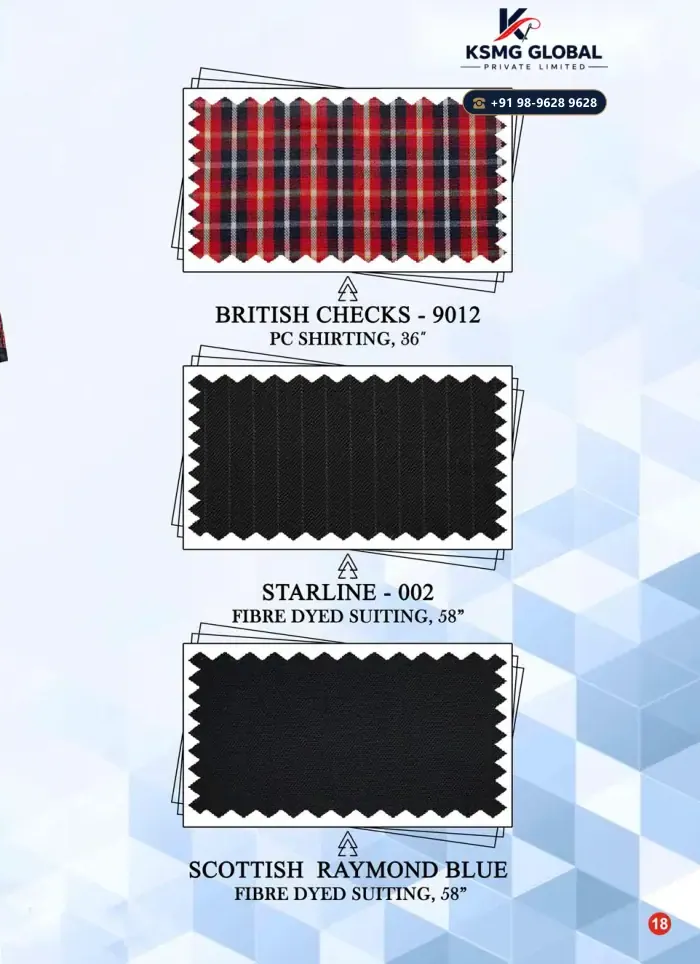 KSMG GLOBAL
PRIVATE LIMITED
+91 98-9628 9628
BRITISH CHECKS - 9012
PC SHIRTING, 36″
STARLINE - 002
FIBRE DYED SUITING, 58”
SCOTTISH RAYMOND BLUE
FIBRE DYED SUITING, 58”
18